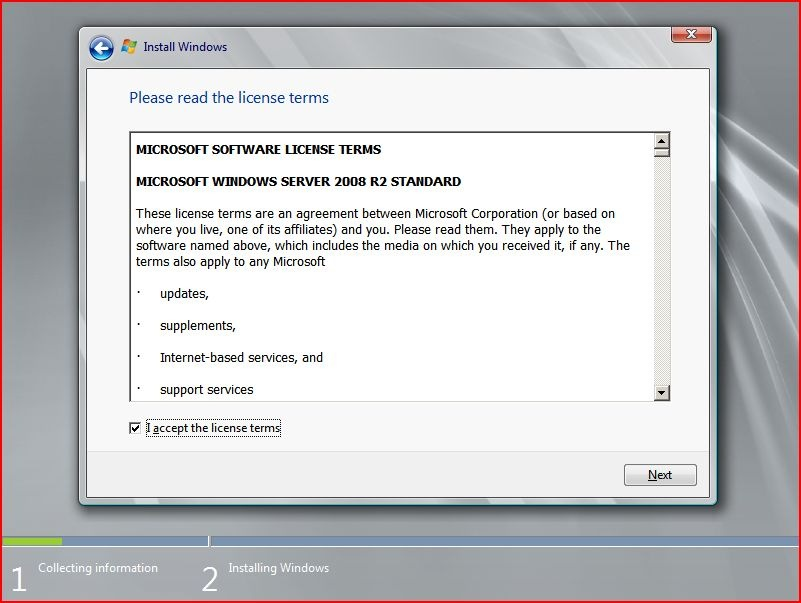 Install Windows
Please read the license terms
MICROSOFT SOFTWARE LICENSE TERMS
MICROSOFT WINDOWS SERVER 2008 R2 STANDARD
These license terms are an agreement between Microsoft Corporation (or based on
where you live, one of its affiliates) and you. Please read them. They apply to the
software named above, which includes the media on which you received it, if any. The
terms also apply to any Microsoft
· updates,
· supplements,
· Internet-based services, and
· support services
I accept the license terms
Next
1 Collecting information
2 Installing Windows